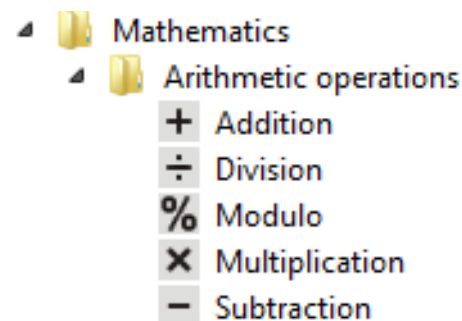 Mathematics
Arithmetic operations
+ Addition
÷ Division
% Modulo
× Multiplication
− Subtraction